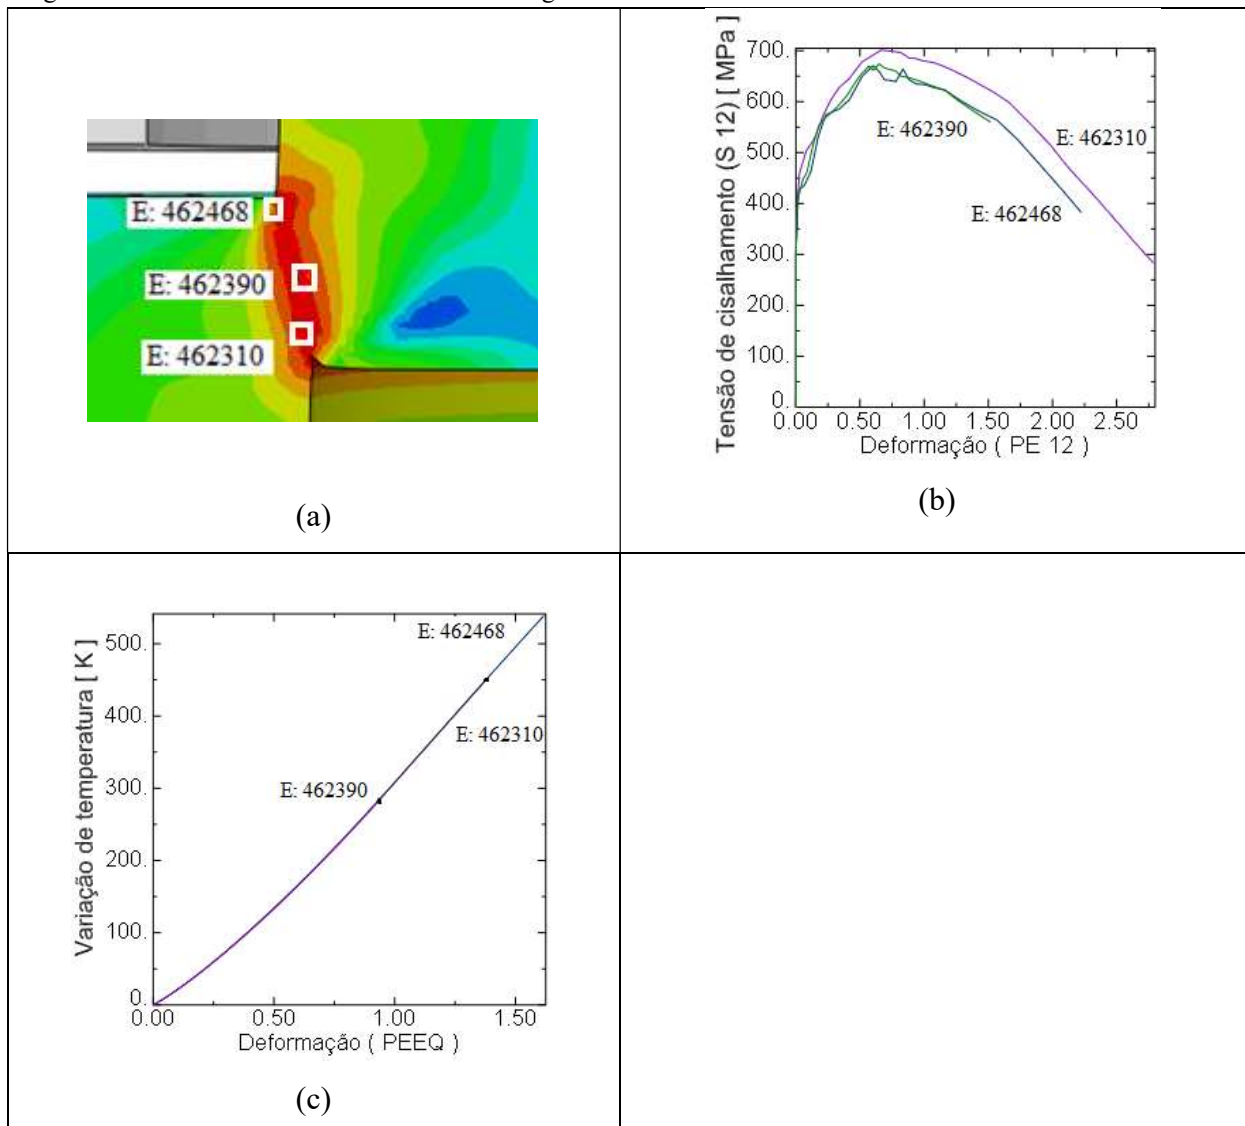 E: 462468
E: 462390
E: 462310
(a)
Tensão de cisalhamento (S 12) [ MPa ]
700.
600.
500.
400.
300.
200.
100.
0.
E: 462390
E: 462310
E: 462468
0.00 0.50 1.00 1.50 2.00 2.50
Deformação ( PE 12 )
(b)
Variação de temperatura [ K ]
500.
400.
300.
200.
100.
0.
E: 462468
E: 462310
E: 462390
0.00 0.50 1.00 1.50
Deformação ( PEEQ )
(c)